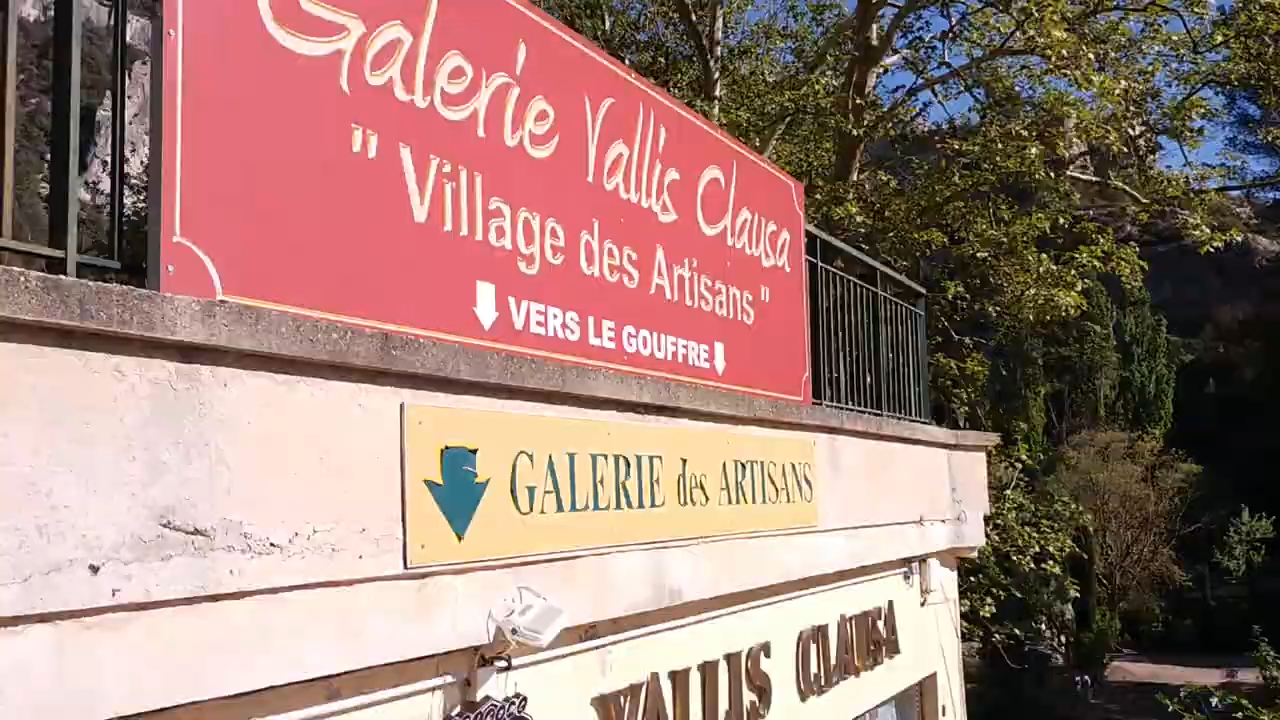 Galerie Vallis Clausa
" Village des Artisans "
VERS LE GOUFFRE
GALERIE des ARTISANS
VALLIS CLAUSA